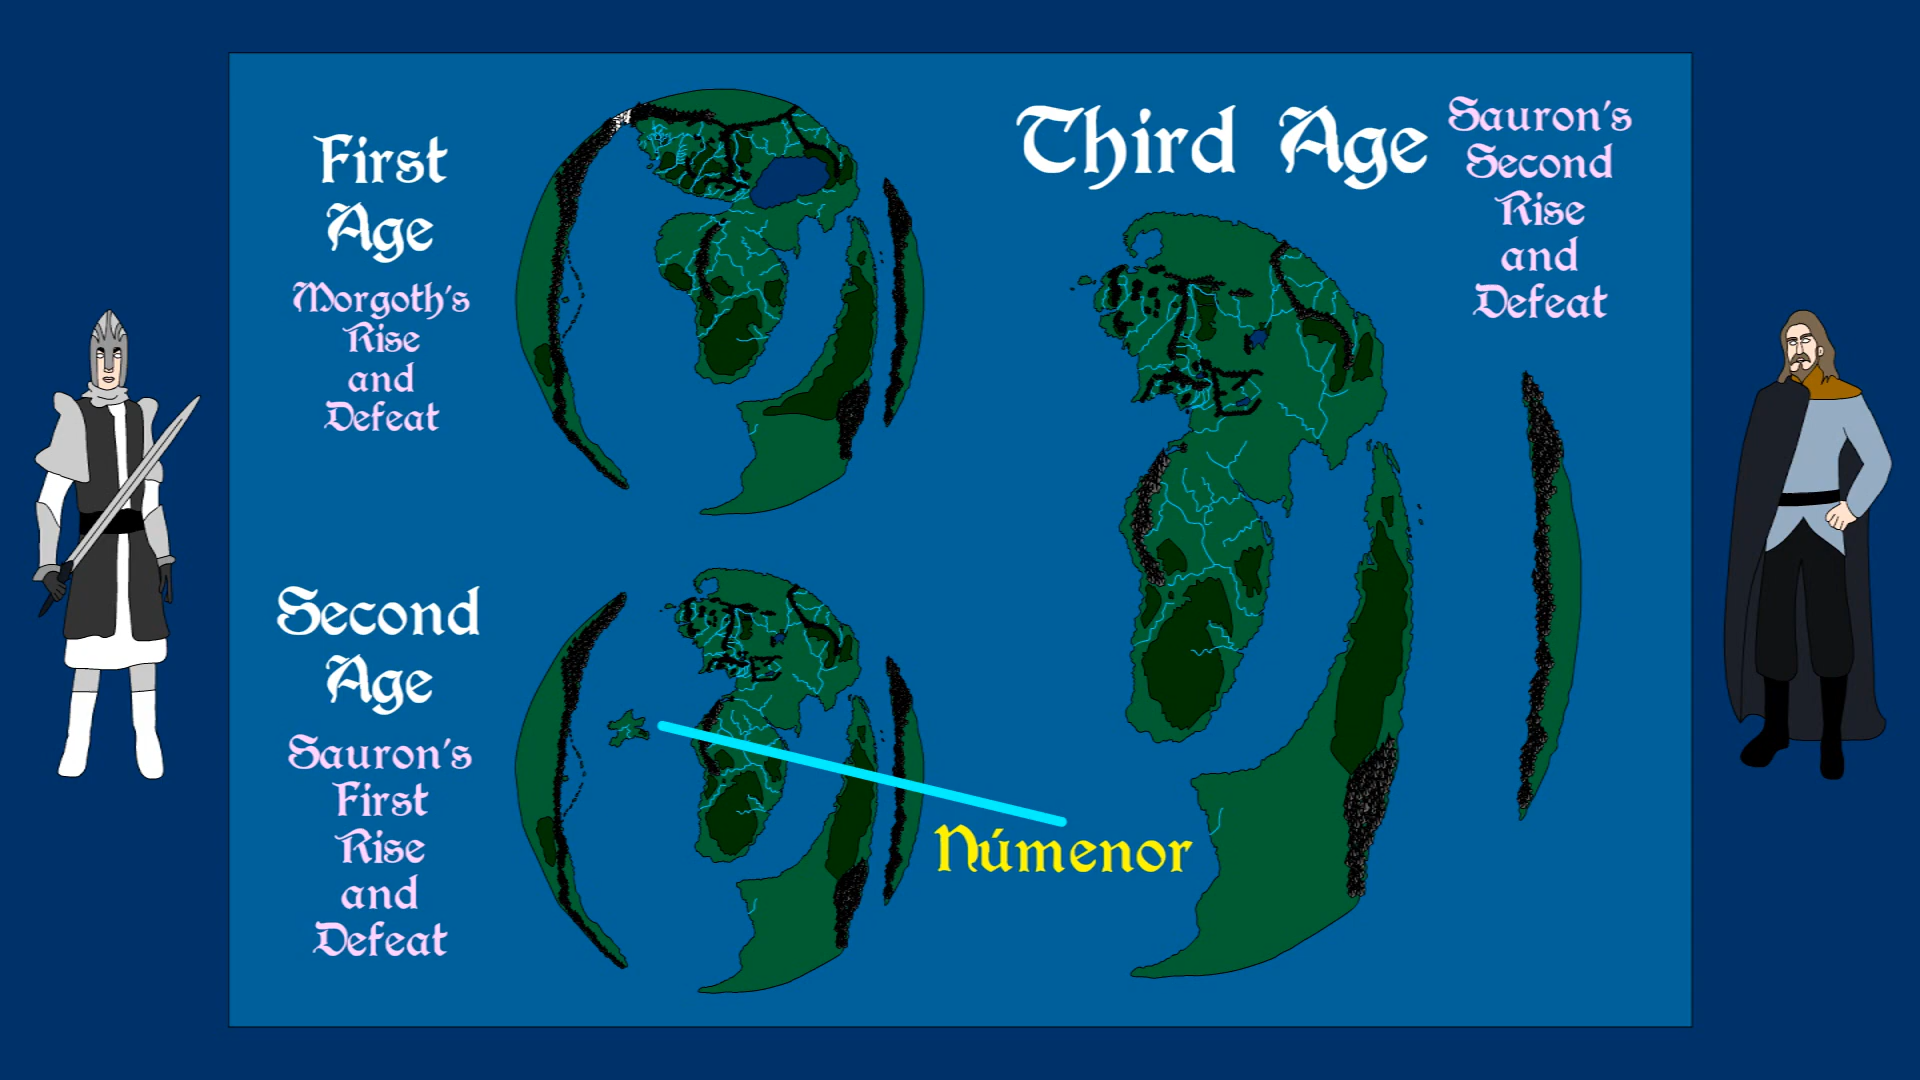 First
Age
Morgoth's
Rise
and
Defeat
Second
Age
Sauron's
First
Rise
and
Defeat
Third Age
Sauron's
Second
Rise
and
Defeat
Númenor